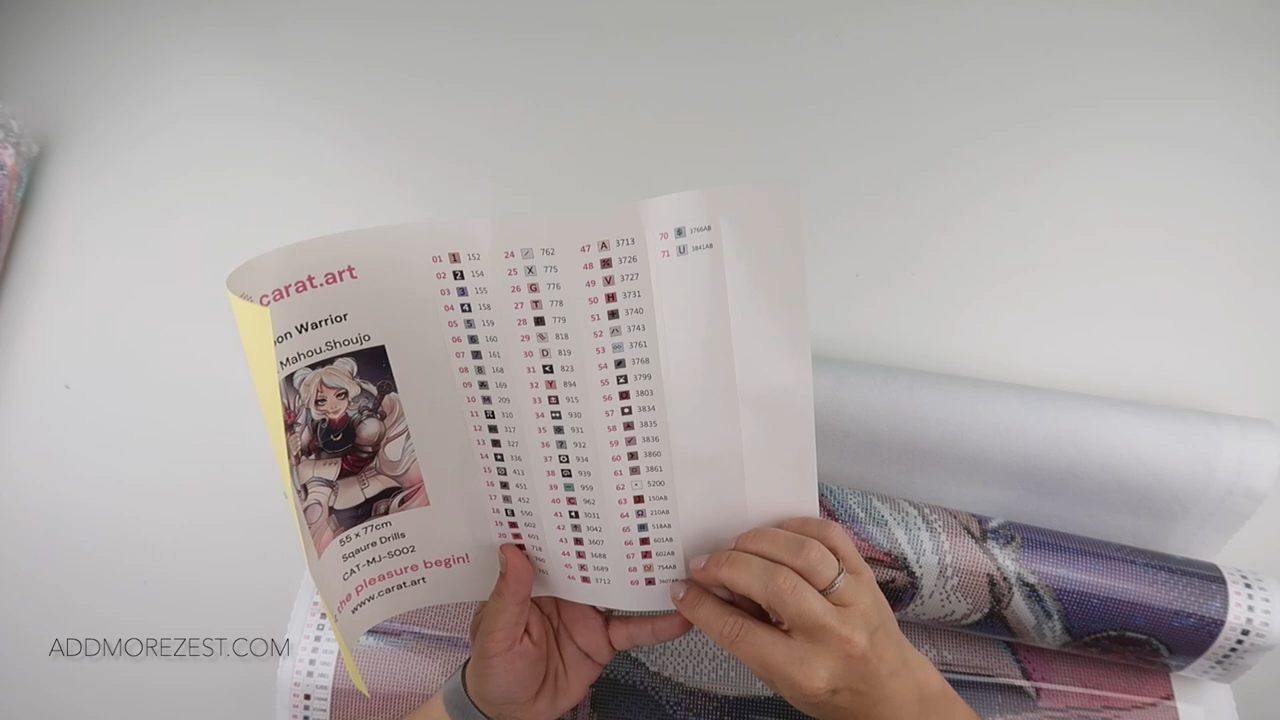 carat.art
on Warrior
Mahou.Shoujo
55 x 77cm
Sqaure Drills
CAT-MJ-S002
the pleasure begin!
www.carat.art
01 1 152
02 2 154
03 3 155
04 4 158
05 5 159
06 6 160
07 7 161
08 8 168
09 169
10 M 209
11 310
12 317
13 327
14 336
15 413
16 451
17 452
18 E 550
19 602
20 603
718
760
761
24 762
25 X 775
26 G 776
27 T 778
28 779
29 818
30 D 819
31 823
32 Y 894
33 915
34 930
35 931
36 ? 932
37 934
38 939
39 959
40 C 962
41 3031
42 3042
43 h 3607
44 L 3688
45 K 3689
46 R 3712
47 A 3713
48 3726
49 V 3727
50 H 3731
51 3740
52 3743
53 3761
54 3768
55 3799
56 3803
57 3834
58 3835
59 3836
60 3860
61 3861
62 5200
63 150AB
64 Ω 210AB
65 518AB
66 601AB
67 602AB
68 754AB
69 3607AB
70 $ 3766AB
71 U 3841AB
ADDMOREZEST.COM